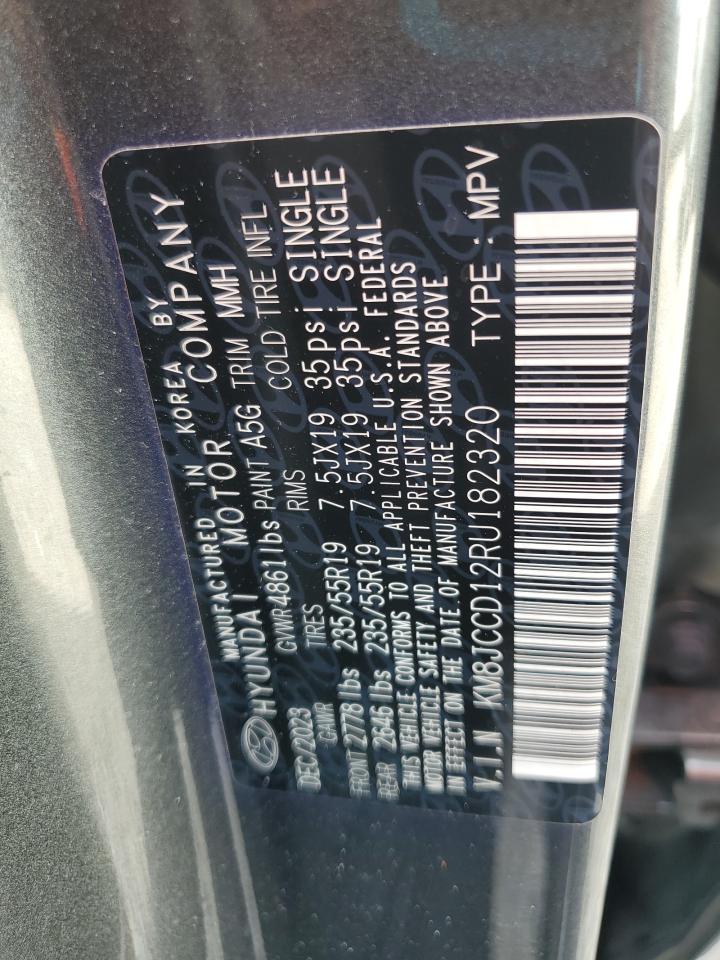 MANUFACTURED IN KOREA BY
HYUNDAI MOTOR COMPANY
DEC/2023 GVWR 4861 lbs PAINT A5G TRIM MMH
GAWR TIRES RIMS COLD TIRE INFL
FRONT 2778 lbs 235/55R19 7.5JX19 35psi SINGLE
REAR 2646 lbs 235/55R19 7.5JX19 35psi SINGLE
THIS VEHICLE CONFORMS TO ALL APPLICABLE U.S.A. FEDERAL
MOTOR VEHICLE SAFETY AND THEFT PREVENTION STANDARDS
IN EFFECT ON THE DATE OF MANUFACTURE SHOWN ABOVE
V.I.N KM8JCCD12RU182320 TYPE : MPV